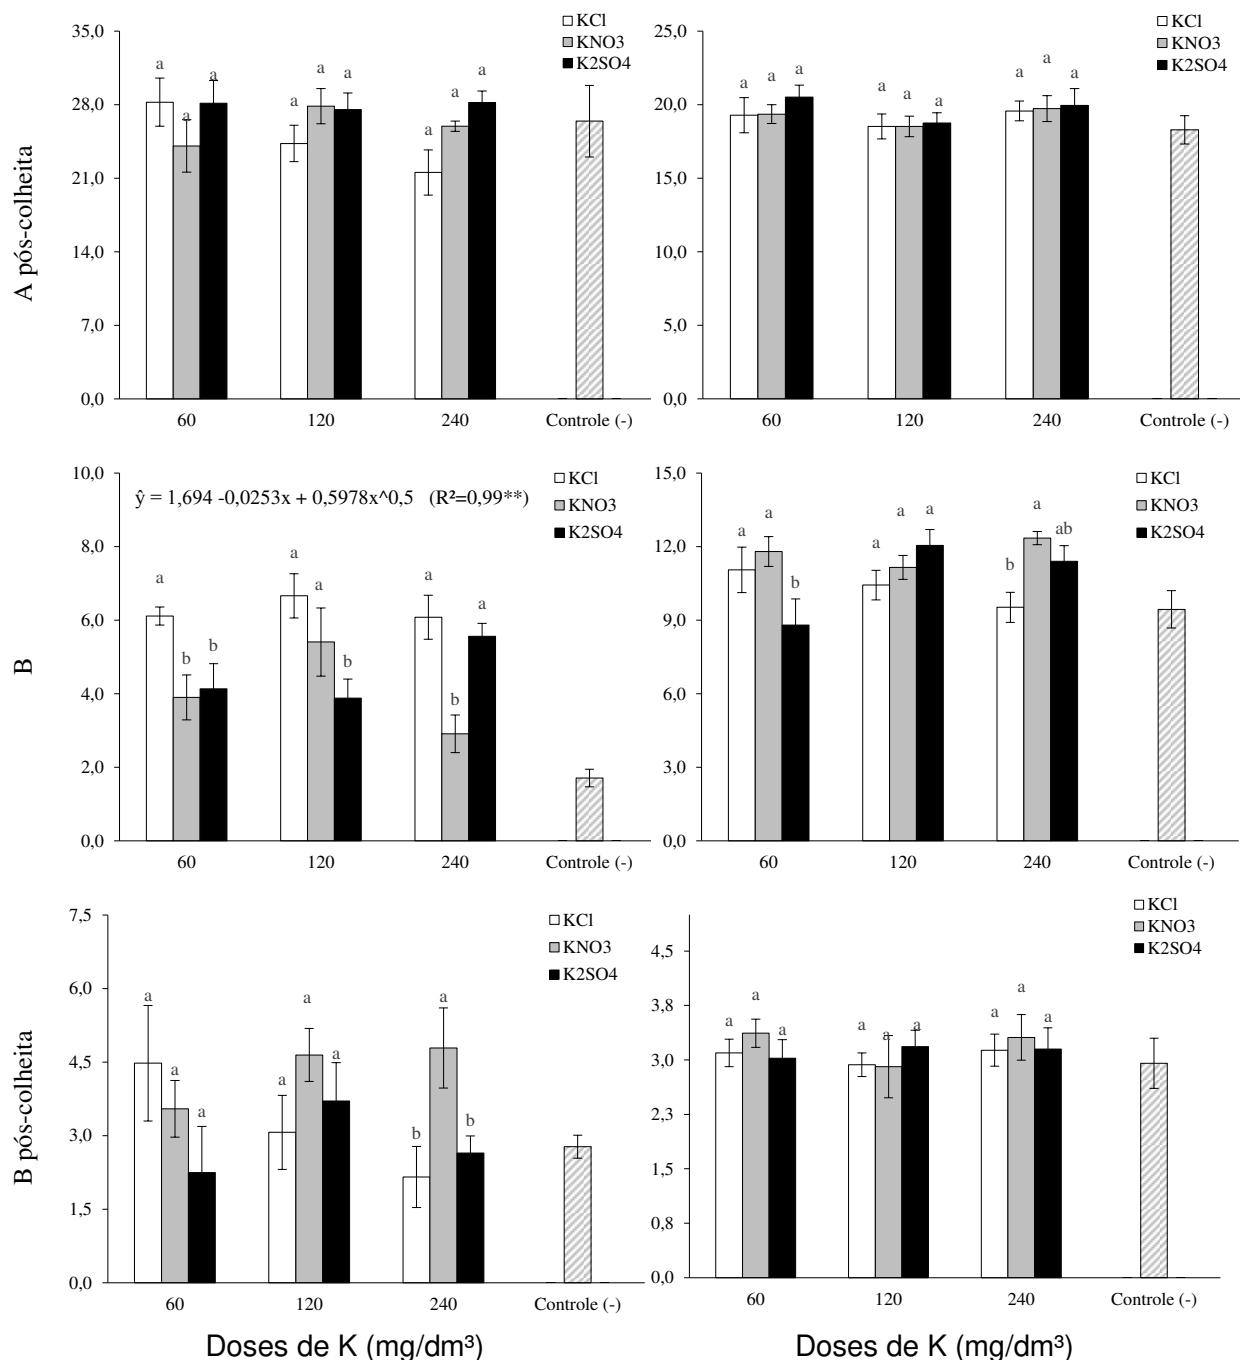 A pós-colheita
35,0
28,0
21,0
14,0
7,0
0,0
KCl
KNO3
K2SO4
a a a
a a a
a a a
60 120 240 Controle (-)
25,0
20,0
15,0
10,0
5,0
0,0
KCl
KNO3
K2SO4
a a a
a a a
a a a
60 120 240 Controle (-)
B
10,0
8,0
6,0
4,0
2,0
0,0
ŷ = 1,694 -0,0253x + 0,5978x^0,5 (R²=0,99**)
KCl
KNO3
K2SO4
a b b
a a b
a b a
60 120 240 Controle (-)
15,0
12,0
9,0
6,0
3,0
0,0
KCl
KNO3
K2SO4
a a b
a a a
b a ab
60 120 240 Controle (-)
B pós-colheita
7,5
6,0
4,5
3,0
1,5
0,0
KCl
KNO3
K2SO4
a a a
a a a
b a b
60 120 240 Controle (-)
Doses de K (mg/dm³)
4,5
3,8
3,0
2,3
1,5
0,8
0,0
KCl
KNO3
K2SO4
a a a
a a a
a a a
60 120 240 Controle (-)
Doses de K (mg/dm³)